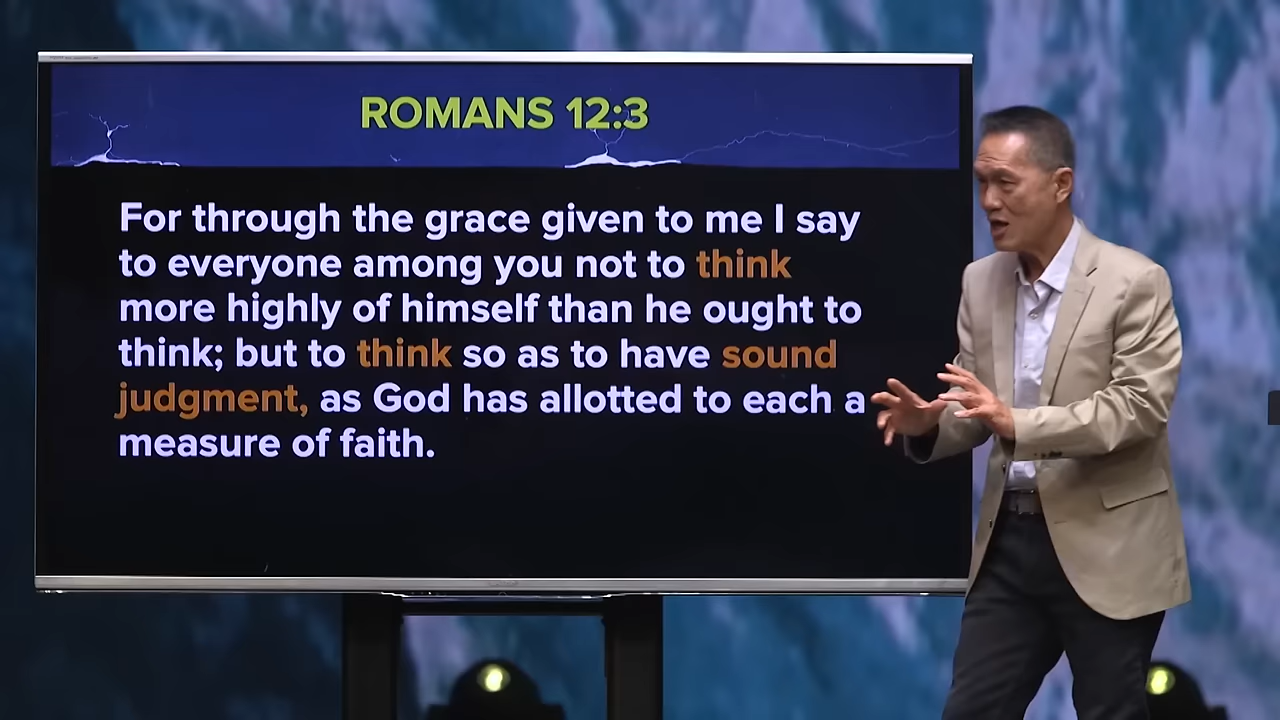 ROMANS 12:3
For through the grace given to me I say
to everyone among you not to think
more highly of himself than he ought to
think; but to think so as to have sound
judgment, as God has allotted to each a
measure of faith.